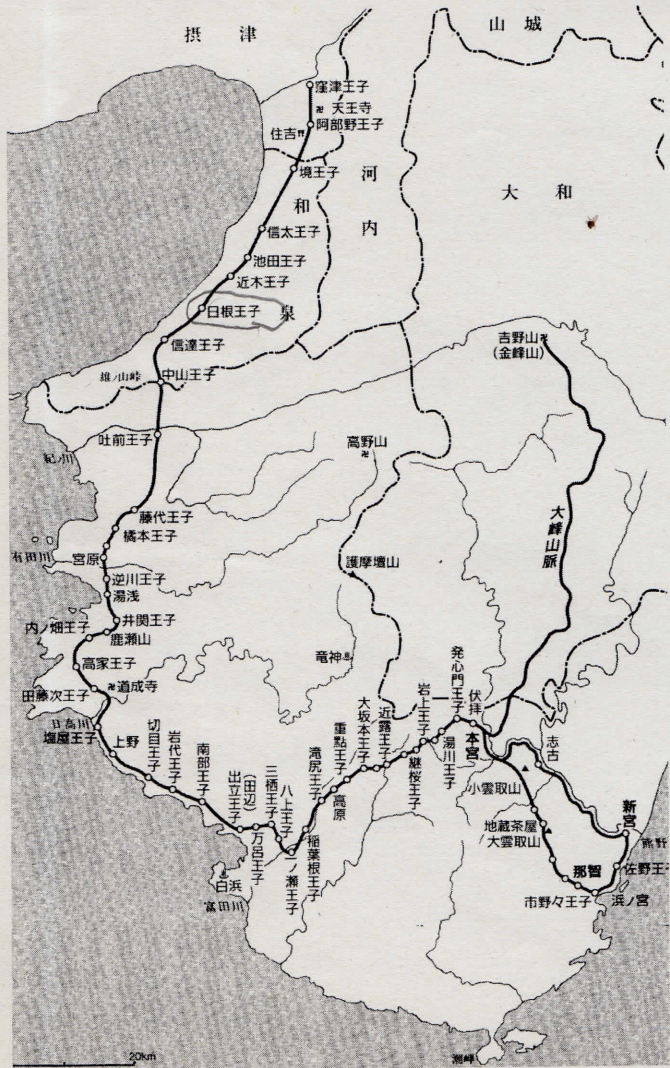 摂津
山城
窪津王子
天王寺
阿部野王子
住吉
境王子
河内
大和
和泉
信太王子
池田王子
近木王子
日根王子
信達王子
吉野山
(金峰山)
雄ノ山峠
中山王子
吐前王子
高野山
紀ノ川
藤代王子
橘本王子
大峰山脈
有田川
宮原
護摩壇山
逆川王子
湯浅
井関王子
内ノ畑王子
鹿瀬山
竜神
高家王子
道成寺
田藤次王子
日高川
塩屋王子
上野
切目王子
岩代王子
南部王子
出立王子
(田辺)
万呂王子
三栖王子
八上王子
一ノ瀬王子
稲葉根王子
滝尻王子
重點王子
高原
大坂本王子
近露王子
継桜王子
岩上王子
湯川王子
発心門王子
伏拝
本宮
志古
小雲取山
新宮
熊野
地蔵茶屋
大雲取山
那智
佐野王子
市野々王子
浜ノ宮
白浜
富田川
潮岬
20km